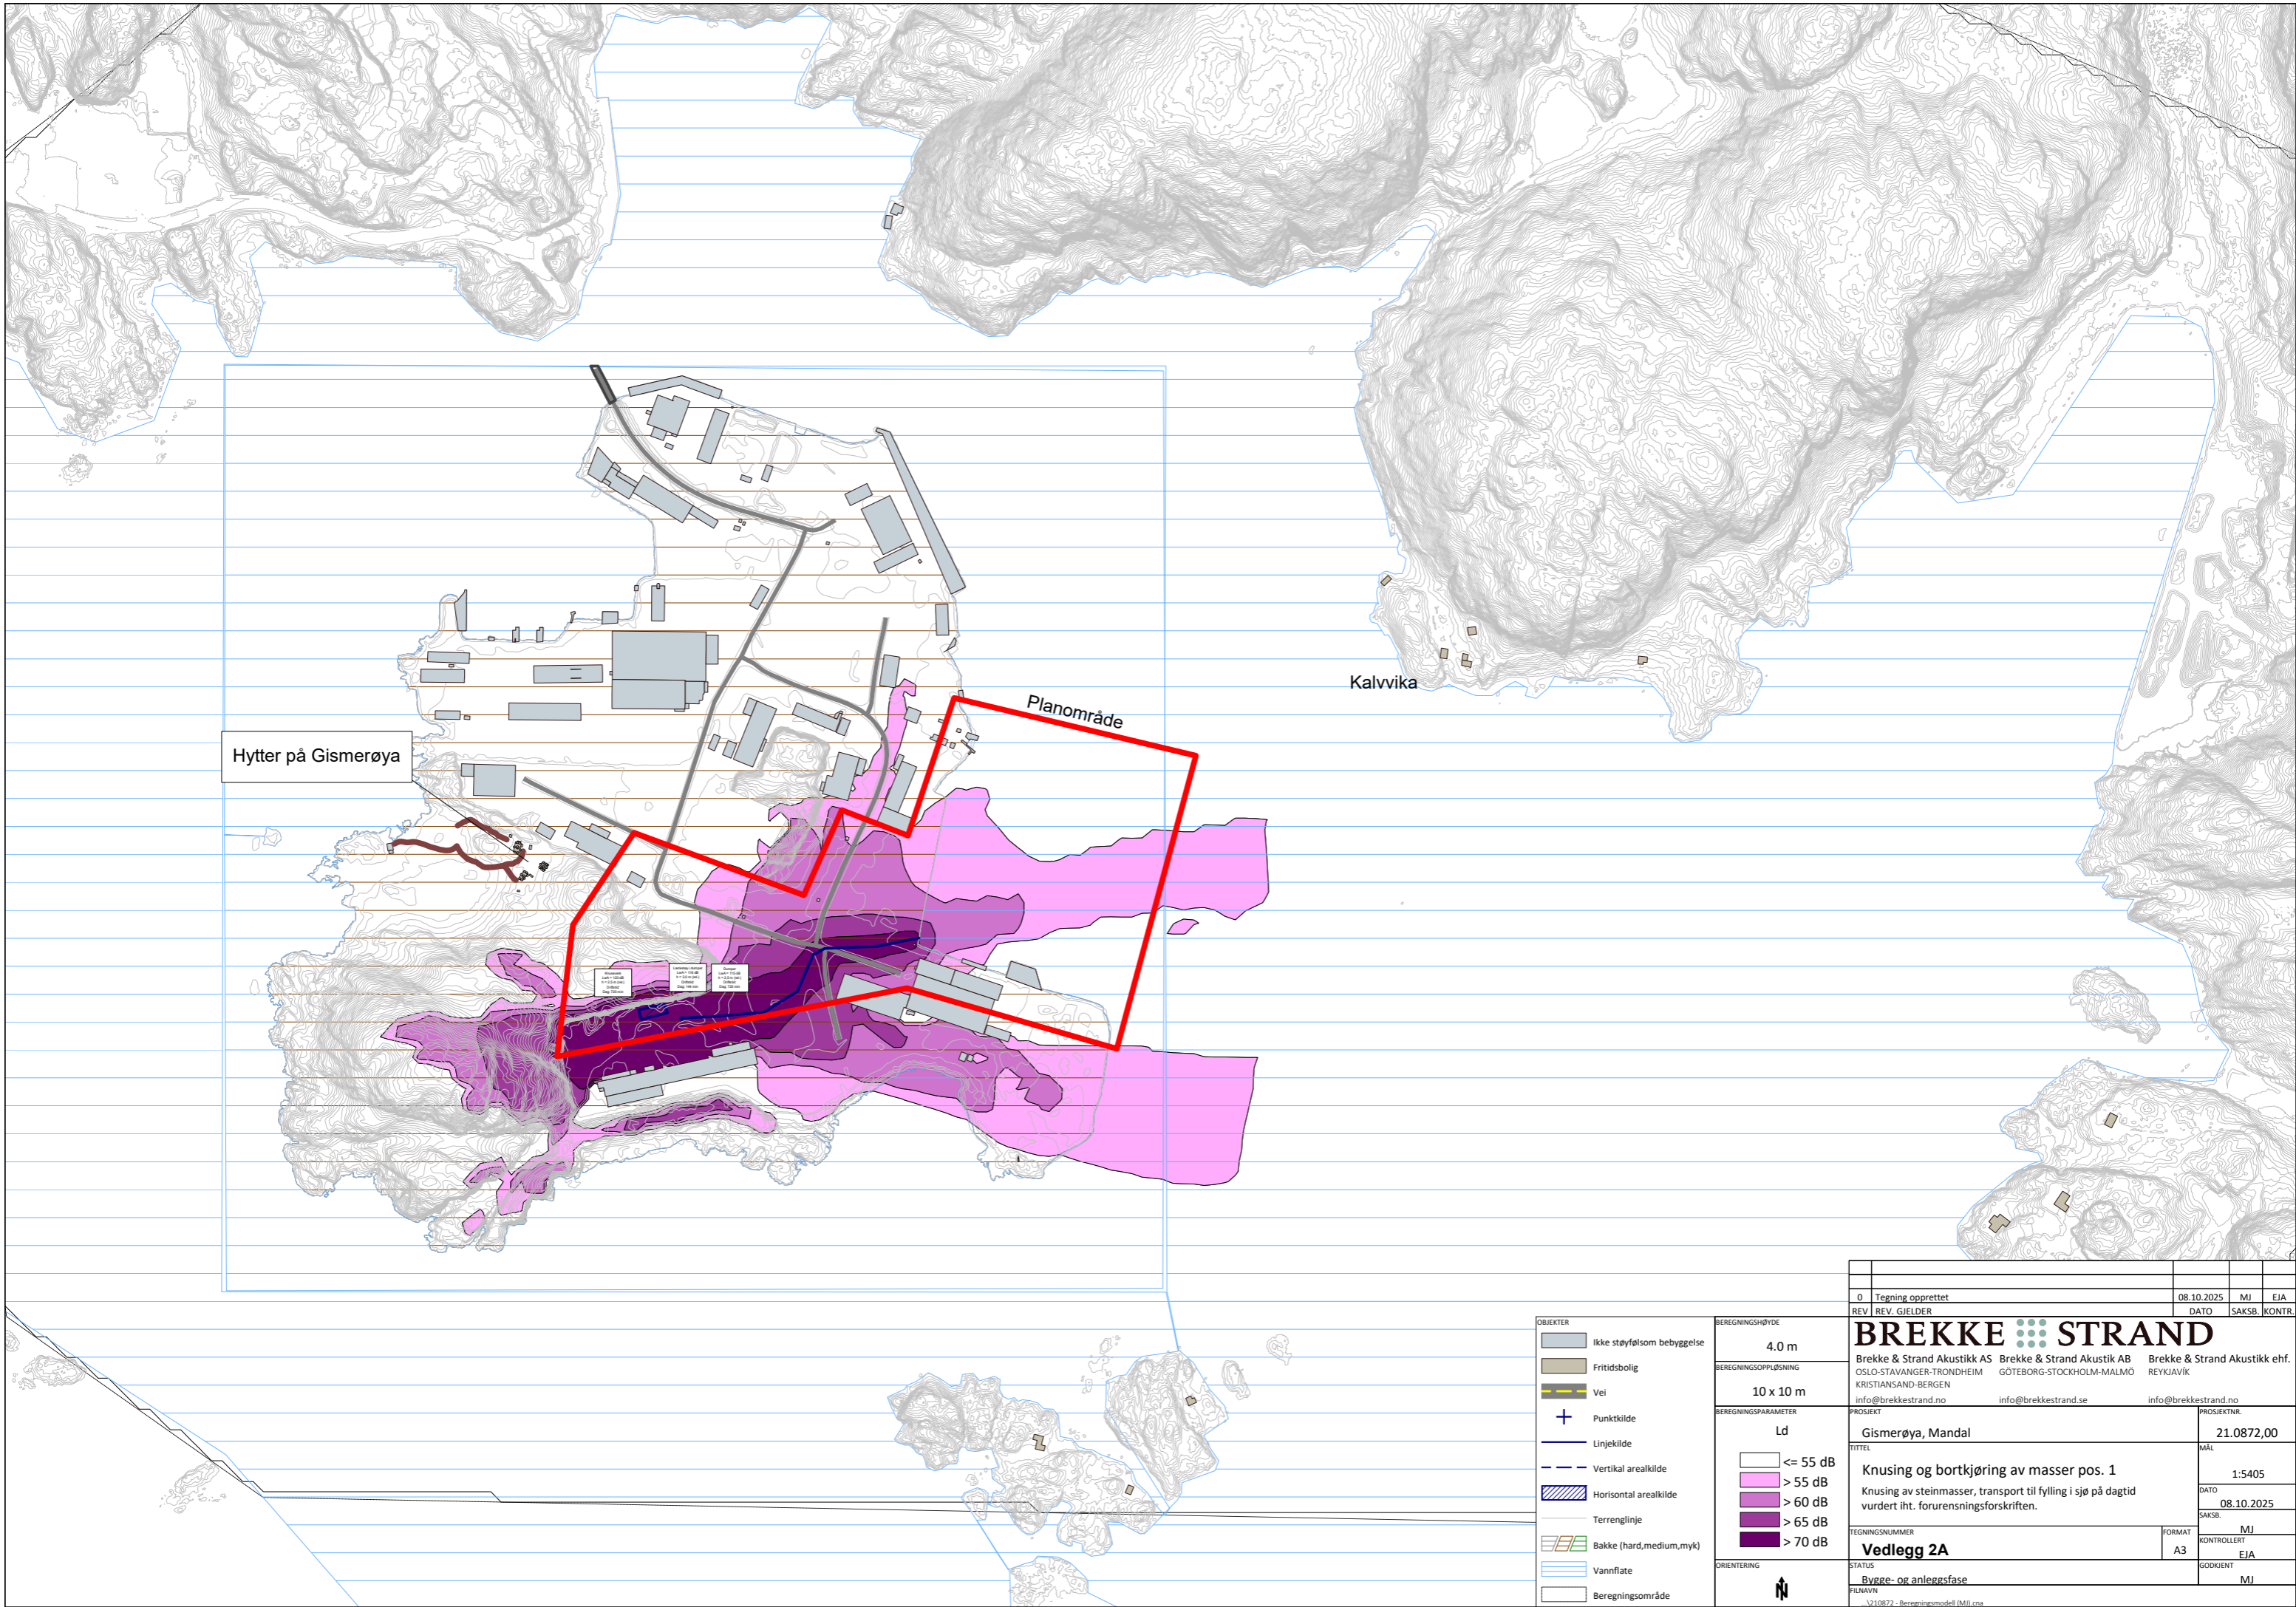 Kalvvika
Planområde
Hytter på Gismerøya
0 Tegning opprettet 08.10.2025 MJ EJA
REV REV. GJELDER DATO SAKSB. KONTR.
OBJEKTER
Ikke støyfølsom bebyggelse
Fritidsbolig
Vei
Punktkilde
Linjekilde
Vertikal arealkilde
Horisontal arealkilde
Terrenglinje
Bakke (hard,medium,myk)
Vannflate
Beregningsområde
BEREGNINGSHØYDE
4.0 m
BEREGNINGSOPPLØSNING
10 x 10 m
BEREGNINGSPARAMETER
Ld
<= 55 dB
> 55 dB
> 60 dB
> 65 dB
> 70 dB
ORIENTERING
N
BREKKE STRAND
Brekke & Strand Akustikk AS Brekke & Strand Akustik AB Brekke & Strand Akustikk ehf.
OSLO-STAVANGER-TRONDHEIM GÖTEBORG-STOCKHOLM-MALMÖ REYKJAVÍK
KRISTIANSAND-BERGEN
info@brekkestrand.no info@brekkestrand.se info@brekkestrand.no
PROSJEKT
Gismerøya, Mandal
PROSJEKTNR.
21.0872,00
TITTEL
Knusing og bortkjøring av masser pos. 1
Knusing av steinmasser, transport til fylling i sjø på dagtid
vurdert iht. forurensningsforskriften.
MÅL
1:5405
DATO
08.10.2025
SAKSB.
MJ
TEGNINGSNUMMER
Vedlegg 2A
FORMAT
A3
KONTROLLERT
EJA
STATUS
Bygge- og anleggsfase
GODKJENT
MJ
FILNAVN
...\210872 - Beregningsmodell (MJ).cna